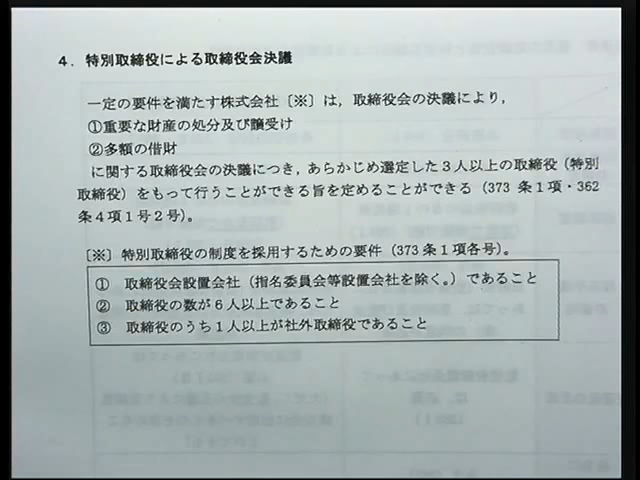 4．特別取締役による取締役会決議
一定の要件を満たす株式会社〔※〕は，取締役会の決議により，
①重要な財産の処分及び譲受け
②多額の借財
に関する取締役会の決議につき，あらかじめ選定した３人以上の取締役（特別
取締役）をもって行うことができる旨を定めることができる（373 条１項・362
条４項１号２号）。
〔※〕特別取締役の制度を採用するための要件（373 条１項各号）。
① 取締役会設置会社（指名委員会等設置会社を除く。）であること
② 取締役の数が６人以上であること
③ 取締役のうち１人以上が社外取締役であること